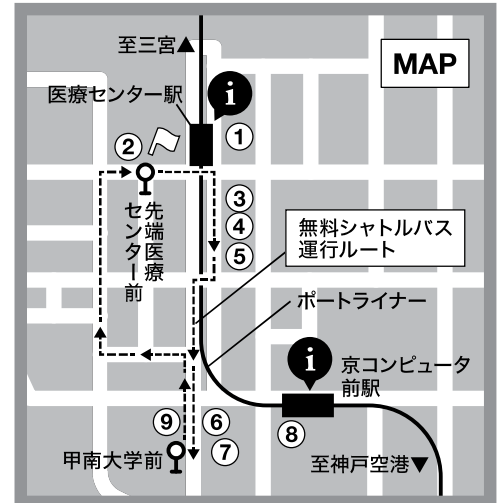 至三宮▲
MAP
医療センター駅
i
①
②
③
④
⑤
先端医療
センター前
無料シャトルバス
運行ルート
ポートライナー
i
京コンピュータ
前駅
⑨
⑥
⑦
⑧
甲南大学前
至神戸空港▼